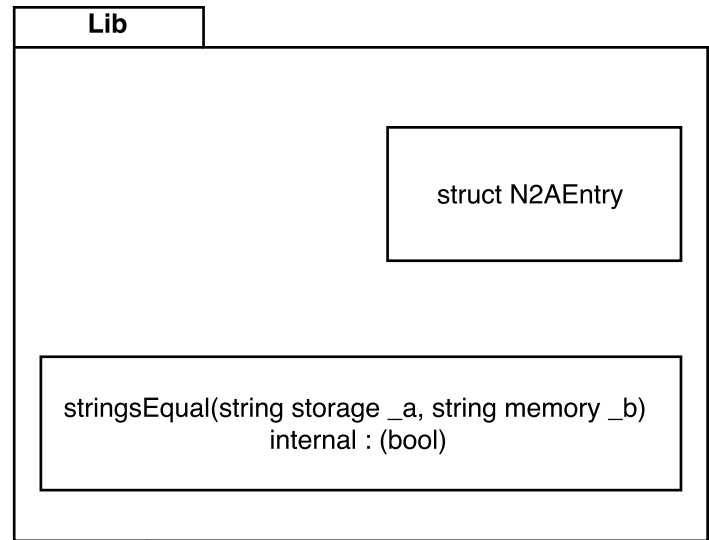 Lib
struct N2AEntry
stringsEqual(string storage _a, string memory _b)
internal : (bool)